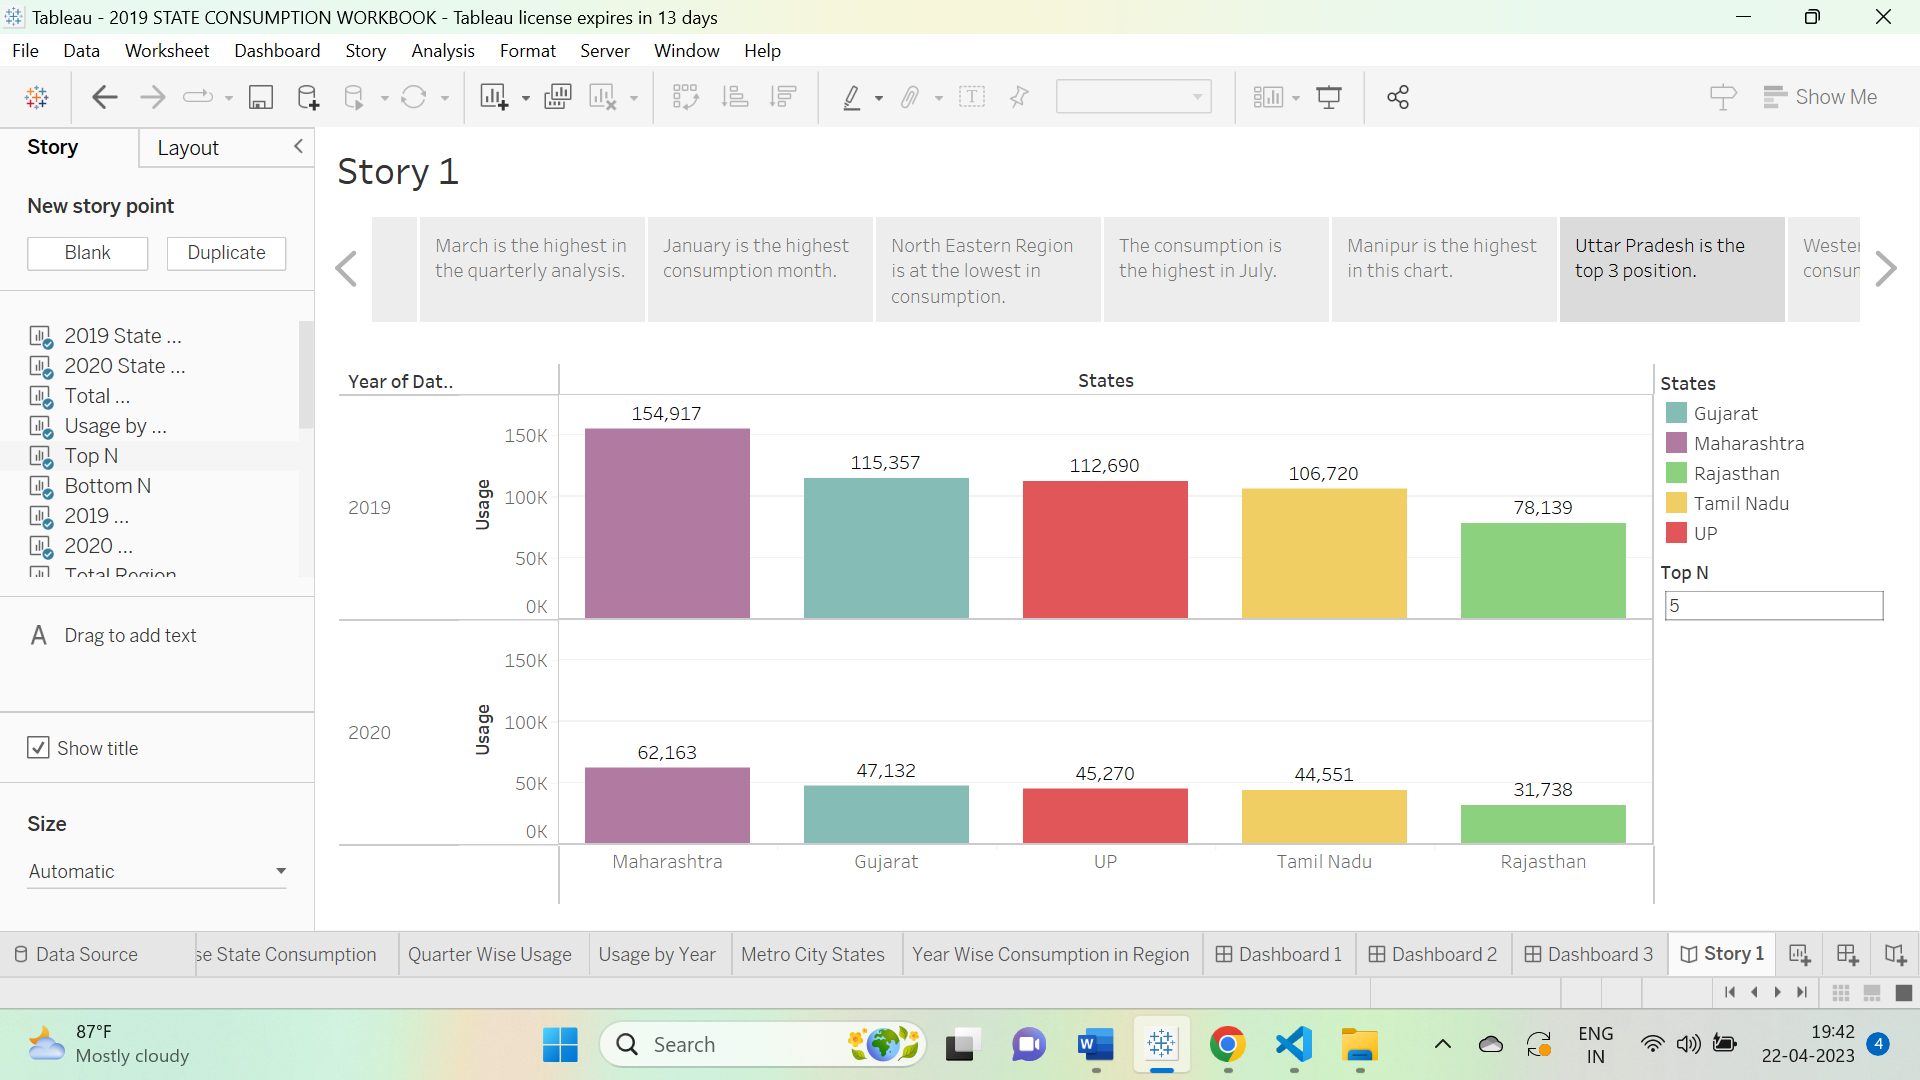 Tableau - 2019 STATE CONSUMPTION WORKBOOK - Tableau license expires in 13 days
File Data Worksheet Dashboard Story Analysis Format Server Window Help
Show Me
Story Layout
New story point
Blank Duplicate
2019 State ...
2020 State ...
Total ...
Usage by ...
Top N
Bottom N
2019 ...
2020 ...
Total Region
A Drag to add text
Show title
Size
Automatic
Story 1
March is the highest in
the quarterly analysis.
January is the highest
consumption month.
North Eastern Region
is at the lowest in
consumption.
The consumption is
the highest in July.
Manipur is the highest
in this chart.
Uttar Pradesh is the
top 3 position.
Wester
consur
Year of Dat..
States
2019
Usage
150K
100K
50K
0K
154,917
115,357
112,690
106,720
78,139
2020
Usage
150K
100K
50K
0K
62,163
47,132
45,270
44,551
31,738
Maharashtra Gujarat UP Tamil Nadu Rajasthan
States
Gujarat
Maharashtra
Rajasthan
Tamil Nadu
UP
Top N
5
Data Source se State Consumption Quarter Wise Usage Usage by Year Metro City States Year Wise Consumption in Region Dashboard 1 Dashboard 2 Dashboard 3 Story 1
87°F
Mostly cloudy
Search
W
ENG
IN
19:42
22-04-2023
4